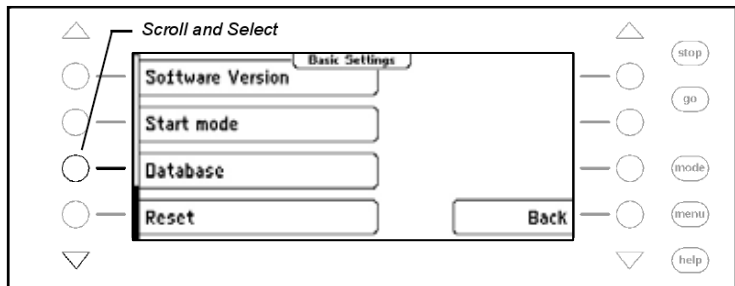 Scroll and Select
Basic Settings
Software Version
Start mode
Database
Reset
Back
stop
go
mode
menu
help